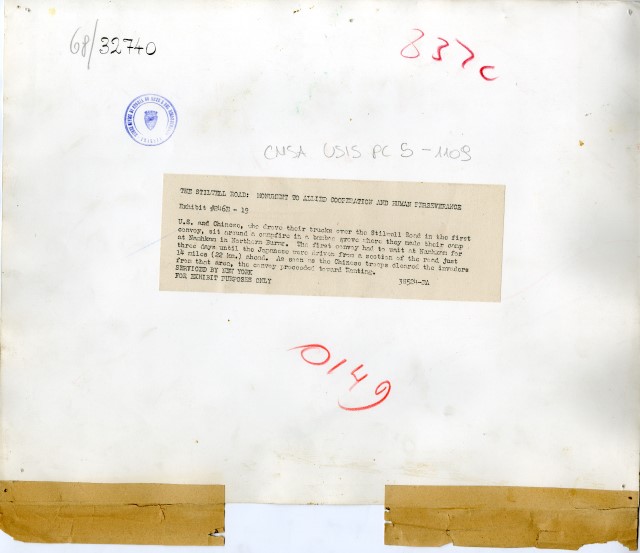 68/32740
837c
CMSA USIS PC S - 1109
THE STILWELL ROAD: MONUMENT TO ALLIED COOPERATION AND HUMAN PERSEVERANCE
Exhibit - 19
U.S. and Chinese, who drove their trucks over the Stilwell Road in the first
convoy, sit around a campfire in a bamboo grove where they made their camp
at Namhkam in Northern Burma. The first convoy had to wait at Namhkam for
three days until the Japanese were driven from a section of the road just
14 miles (22 km.) ahead. As soon as the Chinese troops cleared the invaders
from that area, the convoy proceeded toward Wanting.
SERVICED BY NEW YORK
FOR EXHIBIT PURPOSES ONLY
0149